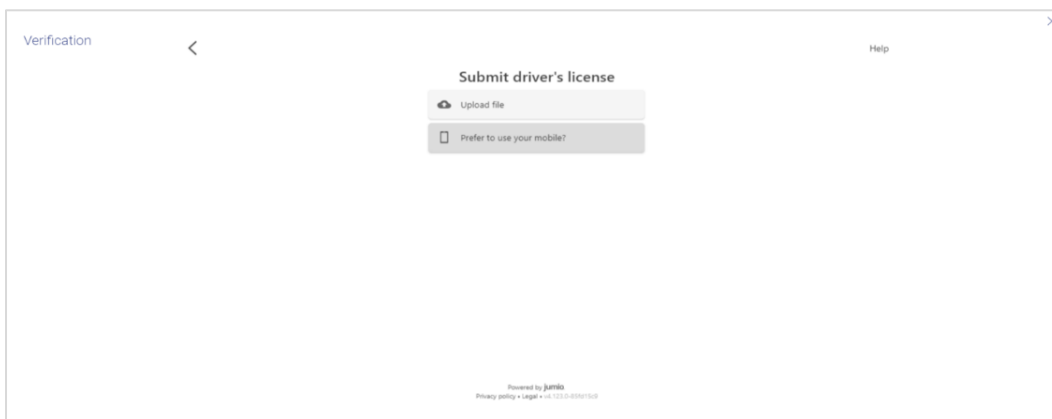 Verification
Help
Submit driver's license
Upload file
Prefer to use your mobile?
Powered by jumio
Privacy policy • Legal •